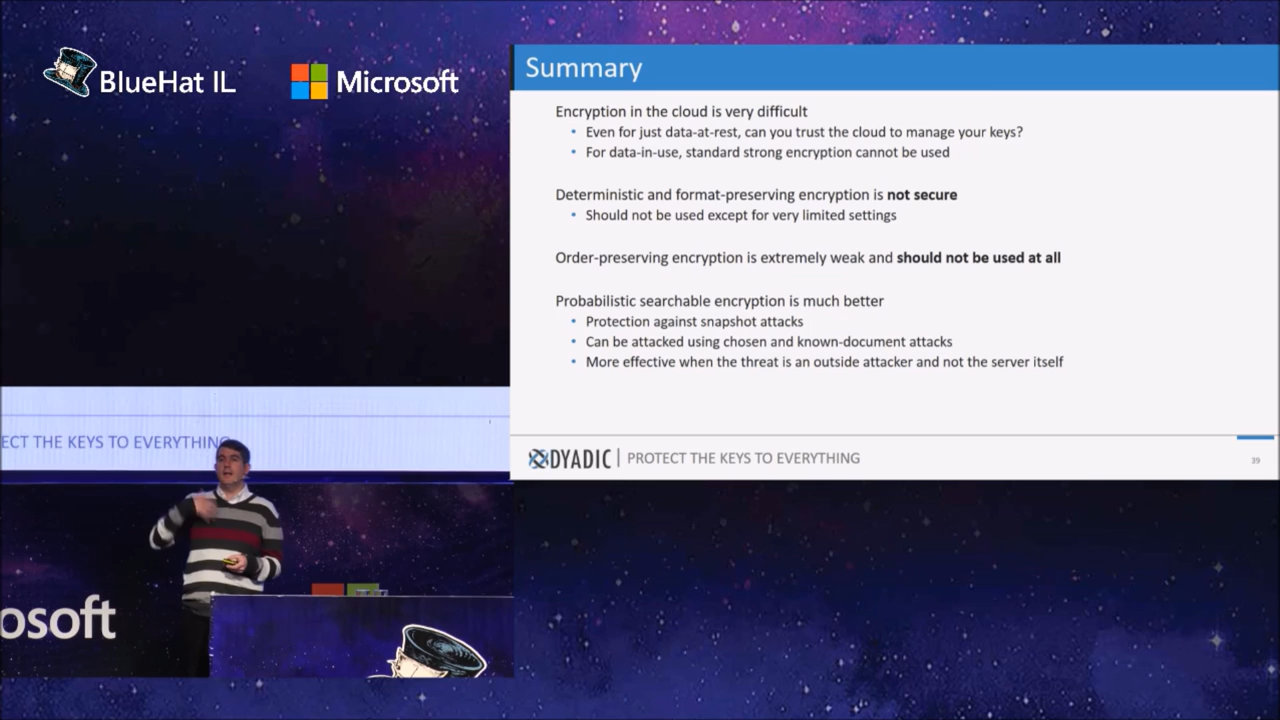 BlueHat IL
Microsoft
Summary
Encryption in the cloud is very difficult
• Even for just data-at-rest, can you trust the cloud to manage your keys?
• For data-in-use, standard strong encryption cannot be used
Deterministic and format-preserving encryption is not secure
• Should not be used except for very limited settings
Order-preserving encryption is extremely weak and should not be used at all
Probabilistic searchable encryption is much better
• Protection against snapshot attacks
• Can be attacked using chosen and known-document attacks
• More effective when the threat is an outside attacker and not the server itself
DYADIC | PROTECT THE KEYS TO EVERYTHING
39
ECT THE KEYS TO EVERYTHING
osoft